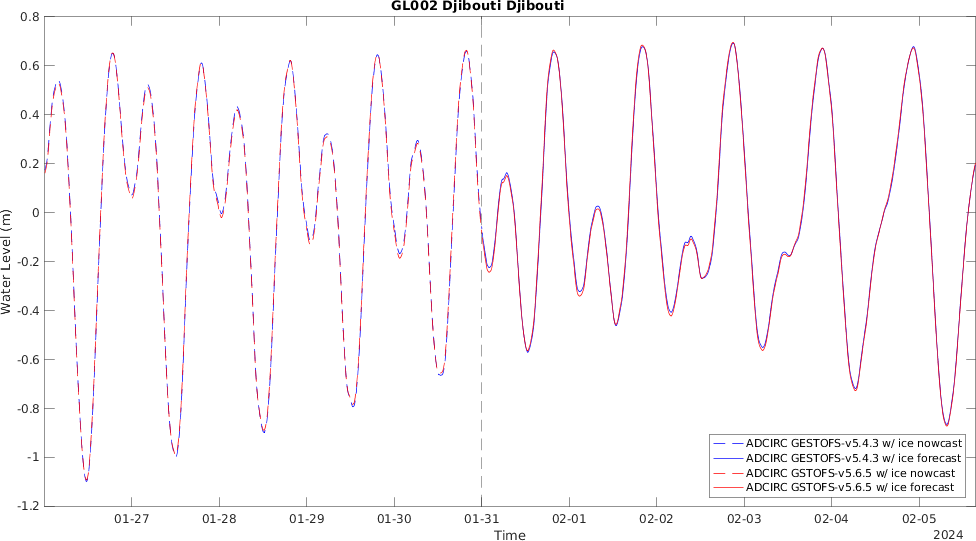 GL002 Djibouti Djibouti
0.8
0.6
0.4
0.2
0
-0.2
-0.4
-0.6
-0.8
-1
-1.2
Water Level (m)
ADCIRC GESTOFS-v5.4.3 w/ ice nowcast
ADCIRC GESTOFS-v5.4.3 w/ ice forecast
ADCIRC GSTOFS-v5.6.5 w/ ice nowcast
ADCIRC GSTOFS-v5.6.5 w/ ice forecast
01-27 01-28 01-29 01-30 01-31 02-01 02-02 02-03 02-04 02-05
Time
2024